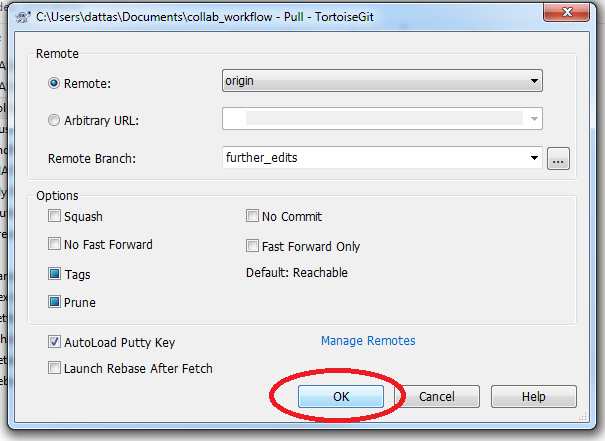 C:\Users\dattas\Documents\collab_workflow - Pull - TortoiseGit
Remote
Remote: origin
Arbitrary URL:
Remote Branch: further_edits ...
Options
Squash No Commit
No Fast Forward Fast Forward Only
Tags Default: Reachable
Prune
AutoLoad Putty Key Manage Remotes
Launch Rebase After Fetch
OK Cancel Help